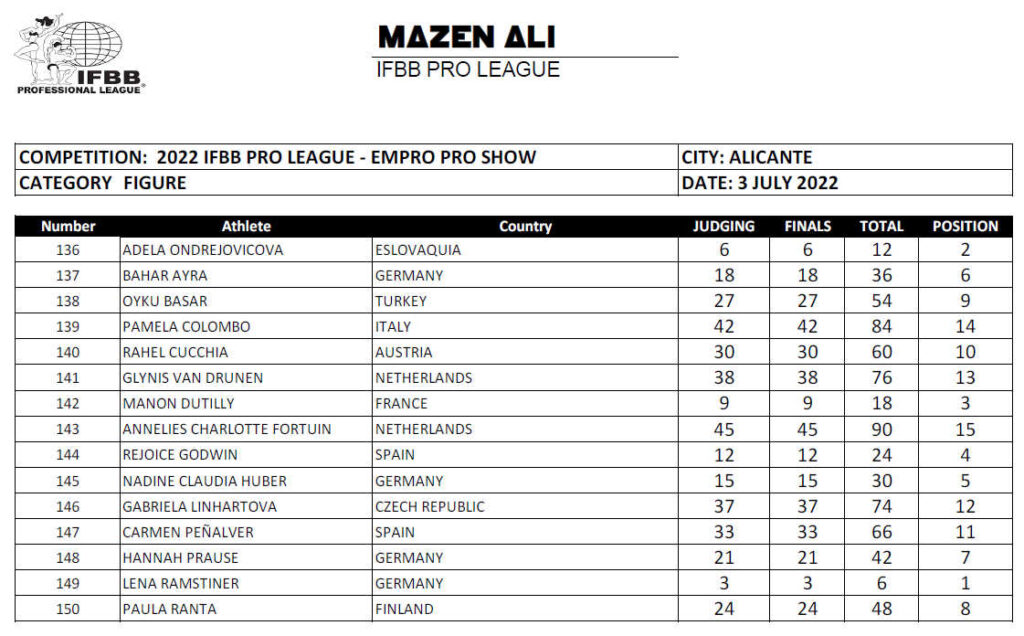 MAZEN ALI
IFBB PRO LEAGUE
IFBB
PROFESSIONAL LEAGUE®
COMPETITION: 2022 IFBB PRO LEAGUE - EMPRO PRO SHOW CITY: ALICANTE
CATEGORY FIGURE DATE: 3 JULY 2022
Number Athlete Country JUDGING FINALS TOTAL POSITION
136 ADELA ONDREJOVICOVA ESLOVAQUIA 6 6 12 2
137 BAHAR AYRA GERMANY 18 18 36 6
138 OYKU BASAR TURKEY 27 27 54 9
139 PAMELA COLOMBO ITALY 42 42 84 14
140 RAHEL CUCCHIA AUSTRIA 30 30 60 10
141 GLYNIS VAN DRUNEN NETHERLANDS 38 38 76 13
142 MANON DUTILLY FRANCE 9 9 18 3
143 ANNELIES CHARLOTTE FORTUIN NETHERLANDS 45 45 90 15
144 REJOICE GODWIN SPAIN 12 12 24 4
145 NADINE CLAUDIA HUBER GERMANY 15 15 30 5
146 GABRIELA LINHARTOVA CZECH REPUBLIC 37 37 74 12
147 CARMEN PEÑALVER SPAIN 33 33 66 11
148 HANNAH PRAUSE GERMANY 21 21 42 7
149 LENA RAMSTINER GERMANY 3 3 6 1
150 PAULA RANTA FINLAND 24 24 48 8